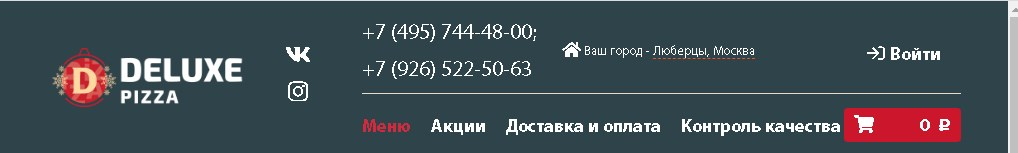 D DELUXE
PIZZA
+7 (495) 744-48-00;
+7 (926) 522-50-63
Ваш город - Люберцы, Москва
Войти
Меню Акции Доставка и оплата Контроль качества 0 ₽